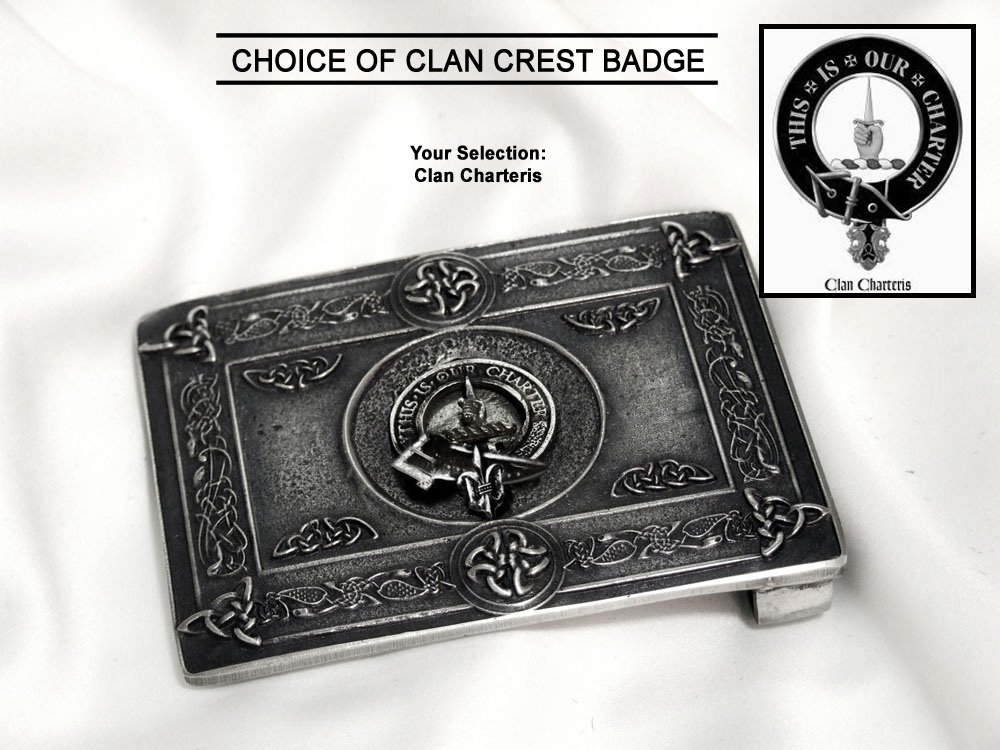 CHOICE OF CLAN CREST BADGE
Your Selection:
Clan Charteris
THIS IS OUR CHARTER
Clan Charteris
THIS IS OUR CHARTER